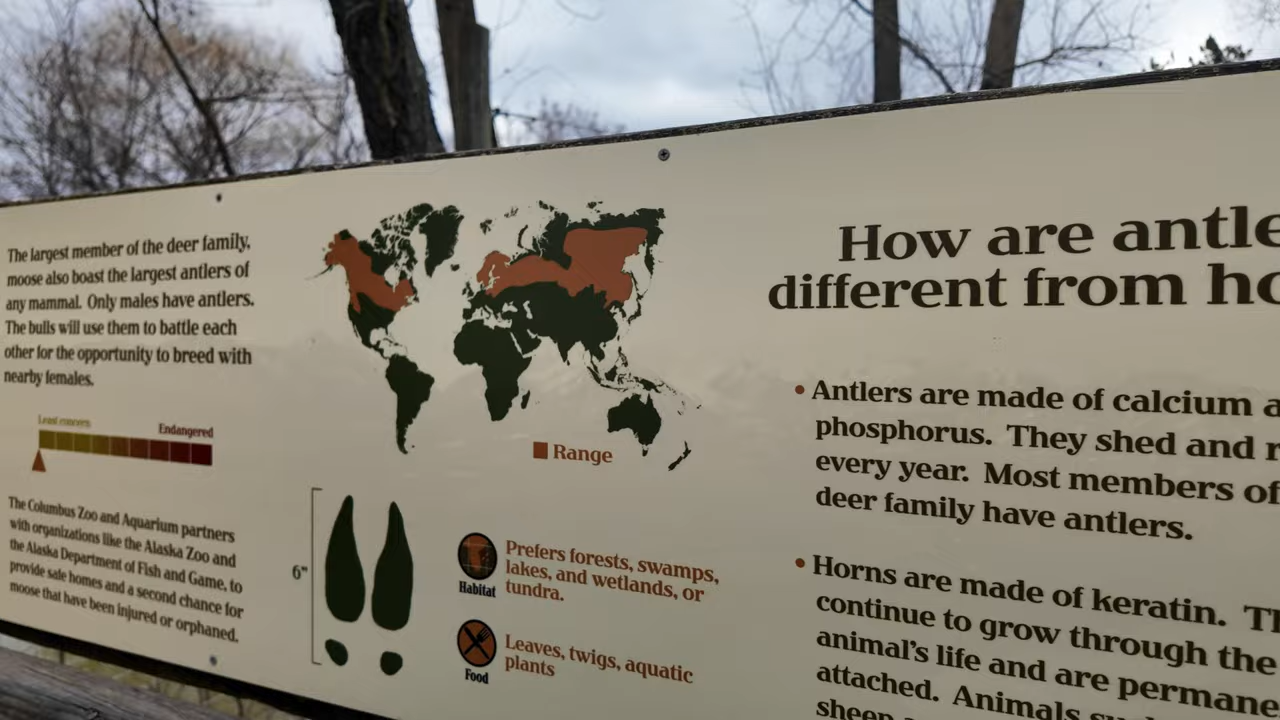 The largest member of the deer family,
moose also boast the largest antlers of
any mammal. Only males have antlers.
The bulls will use them to battle each
other for the opportunity to breed with
nearby females.
Least concern
Endangered
The Columbus Zoo and Aquarium partners
with organizations like the Alaska Zoo and
the Alaska Department of Fish and Game, to
provide safe homes and a second chance for
moose that have been injured or orphaned.
Range
6"
Habitat
Prefers forests, swamps,
lakes, and wetlands, or
tundra.
Food
Leaves, twigs, aquatic
plants
How are antle
different from ho
• Antlers are made of calcium a
phosphorus. They shed and r
every year. Most members of
deer family have antlers.
• Horns are made of keratin. Th
continue to grow through the
animal's life and are permane
attached. Animals su
sheep